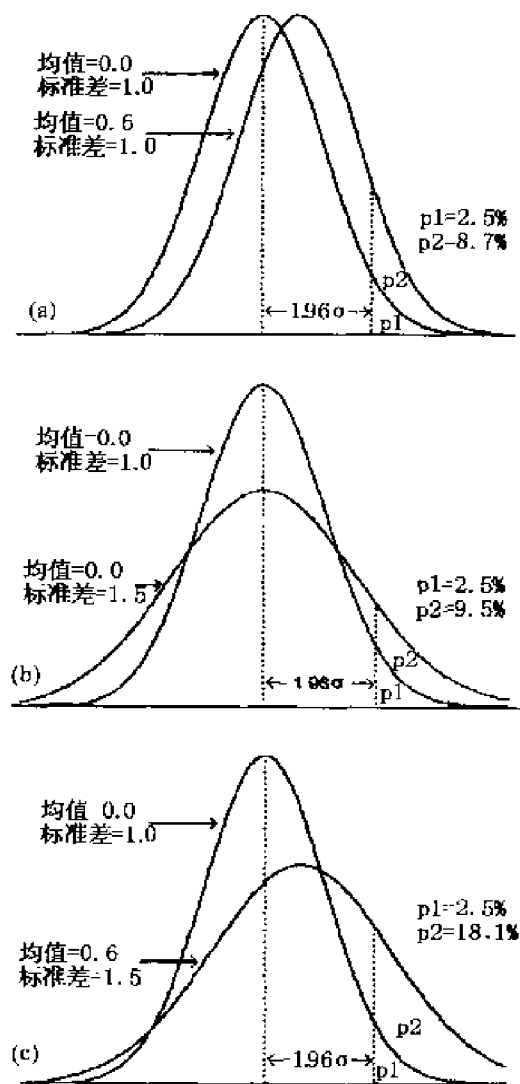 均值=0.0
标准差=1.0
均值=0.6
标准差=1.0
p1=2.5%
p2-8.7%
p2
(a)
1.96σ
p1
均值-0.0
标准差=1.0
均值=0.0
标准差=1.5
p1=2.5%
p2=9.5%
p2
(b)
1.96σ
p1
均值 0.0
标准差=1.0
p1-2.5%
p2=18.1%
均值=0.6
标准差-1.5
p2
(c)
1.96σ
p1